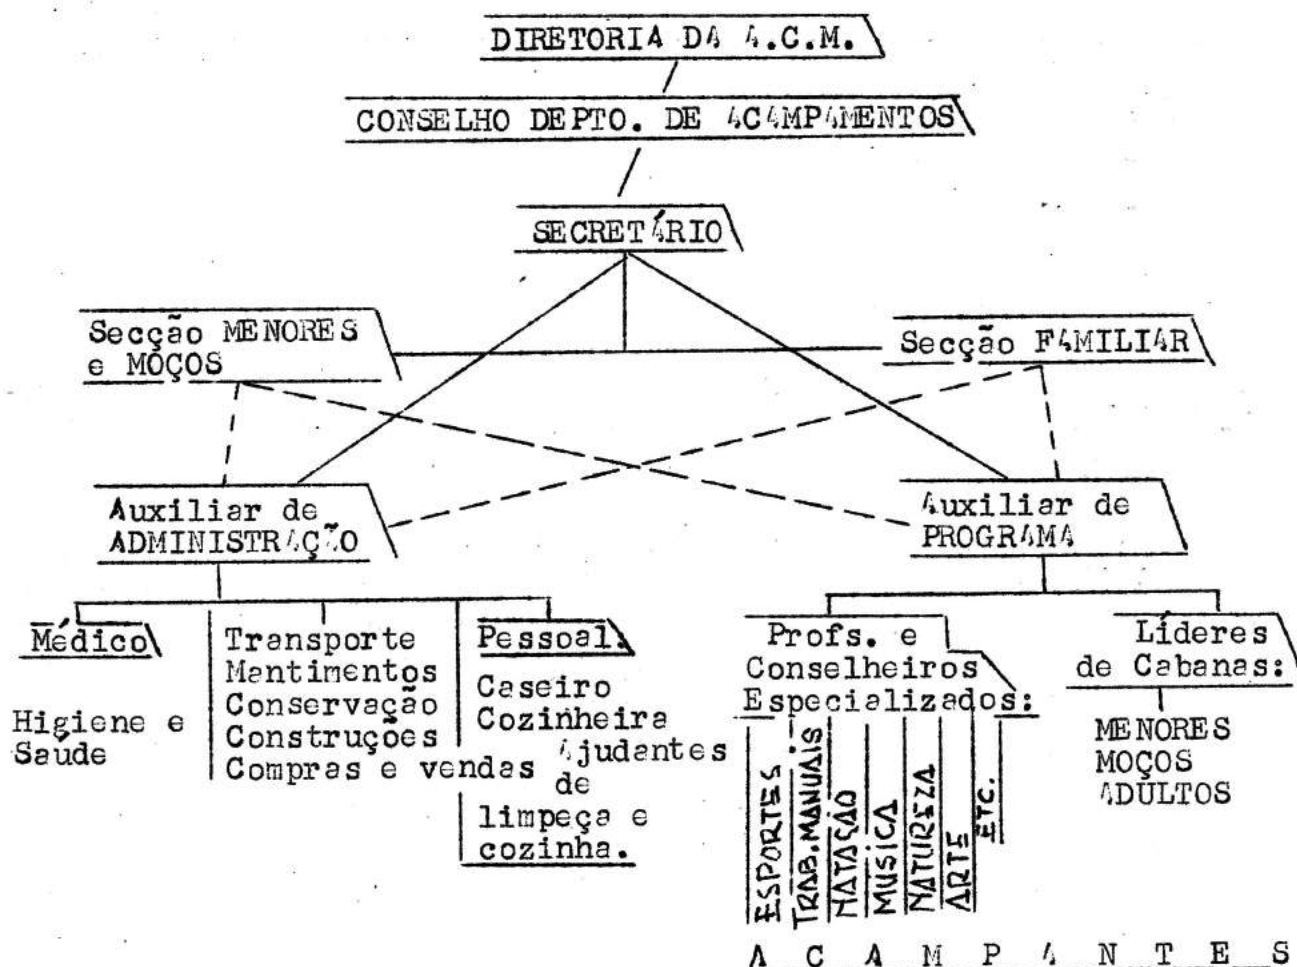 DIRETORIA DA A.C.M.
CONSELHO DEPTO. DE ACAMPAMENTOS
SECRETÁRIO
Secção MENORES
e MOÇOS
Secção FAMILIAR
Auxiliar de
ADMINISTRAÇÃO
Auxiliar de
PROGRAMA
Médico
Higiene e
Saúde
Transporte
Mantimentos
Conservação
Construções
Compras e vendas
Pessoal.
Caseiro
Cozinheira
Ajudantes
de
limpeça e
cozinha.
Profs. e
Conselheiros
Especializados:
ESPORTES
TRAB. MANUAIS
NATAÇÃO
MÚSICA
NATUREZA
ARTE
ETC.
Líderes
de Cabanas:
MENORES
MOÇOS
ADULTOS
A C A M P A N T E S